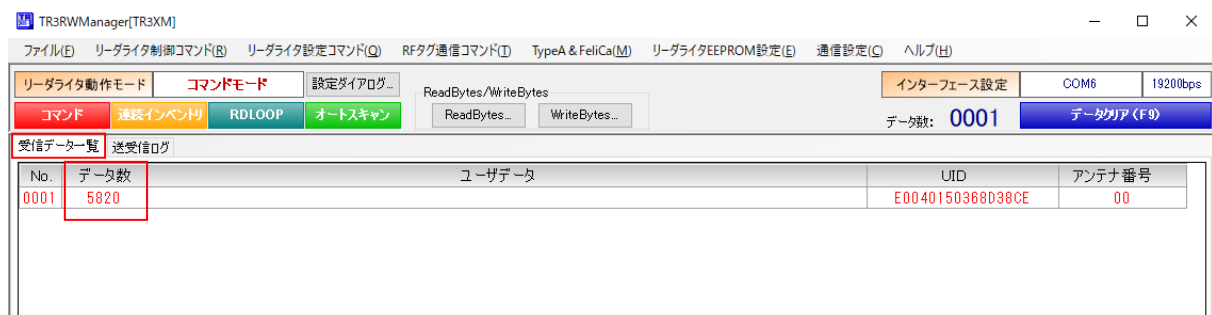 TR3RWManager[TR3XM]
ファイル(F) リーダライタ制御コマンド(R) リーダライタ設定コマンド(Q) RFタグ通信コマンド(T) TypeA & FeliCa(M) リーダライタEEPROM設定(E) 通信設定(C) ヘルプ(H)
リーダライタ動作モード コマンドモード 設定ダイアログ... ReadBytes/WriteBytes インターフェース設定 COM6 19200bps
コマンド 連続インベントリ RDLOOP オートスキャン ReadBytes... WriteBytes... データ数: 0001 データクリア(F9)
受信データ一覧 送受信ログ
No. データ数 ユーザデータ UID アンテナ番号
0001 5820 E0040150368D38CE 00